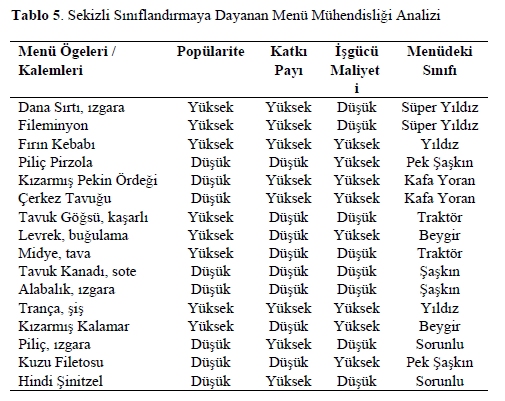 Tablo 5. Sekizli Sınıflandırmaya Dayanan Menü Mühendisliği Analizi
Menü Ögeleri / Kalemleri Popülarite Katkı Payı İşgücü Maliyet i Menüdeki Sınıfı
Dana Sırtı, ızgara Yüksek Yüksek Düşük Süper Yıldız
Fileminyon Yüksek Yüksek Düşük Süper Yıldız
Fırın Kebabı Yüksek Yüksek Yüksek Yıldız
Piliç Pirzola Düşük Düşük Yüksek Pek Şaşkın
Kızarmış Pekin Ördeği Düşük Yüksek Yüksek Kafa Yoran
Çerkez Tavuğu Düşük Yüksek Yüksek Kafa Yoran
Tavuk Göğsü, kaşarlı Yüksek Düşük Düşük Traktör
Levrek, buğulama Yüksek Düşük Yüksek Beygir
Midye, tava Yüksek Düşük Düşük Traktör
Tavuk Kanadı, sote Düşük Düşük Düşük Şaşkın
Alabalık, ızgara Düşük Düşük Düşük Şaşkın
Trança, şiş Yüksek Yüksek Yüksek Yıldız
Kızarmış Kalamar Yüksek Düşük Yüksek Beygir
Piliç, ızgara Düşük Yüksek Düşük Sorunlu
Kuzu Filetosu Düşük Düşük Yüksek Pek Şaşkın
Hindi Şinitzel Düşük Yüksek Düşük Sorunlu